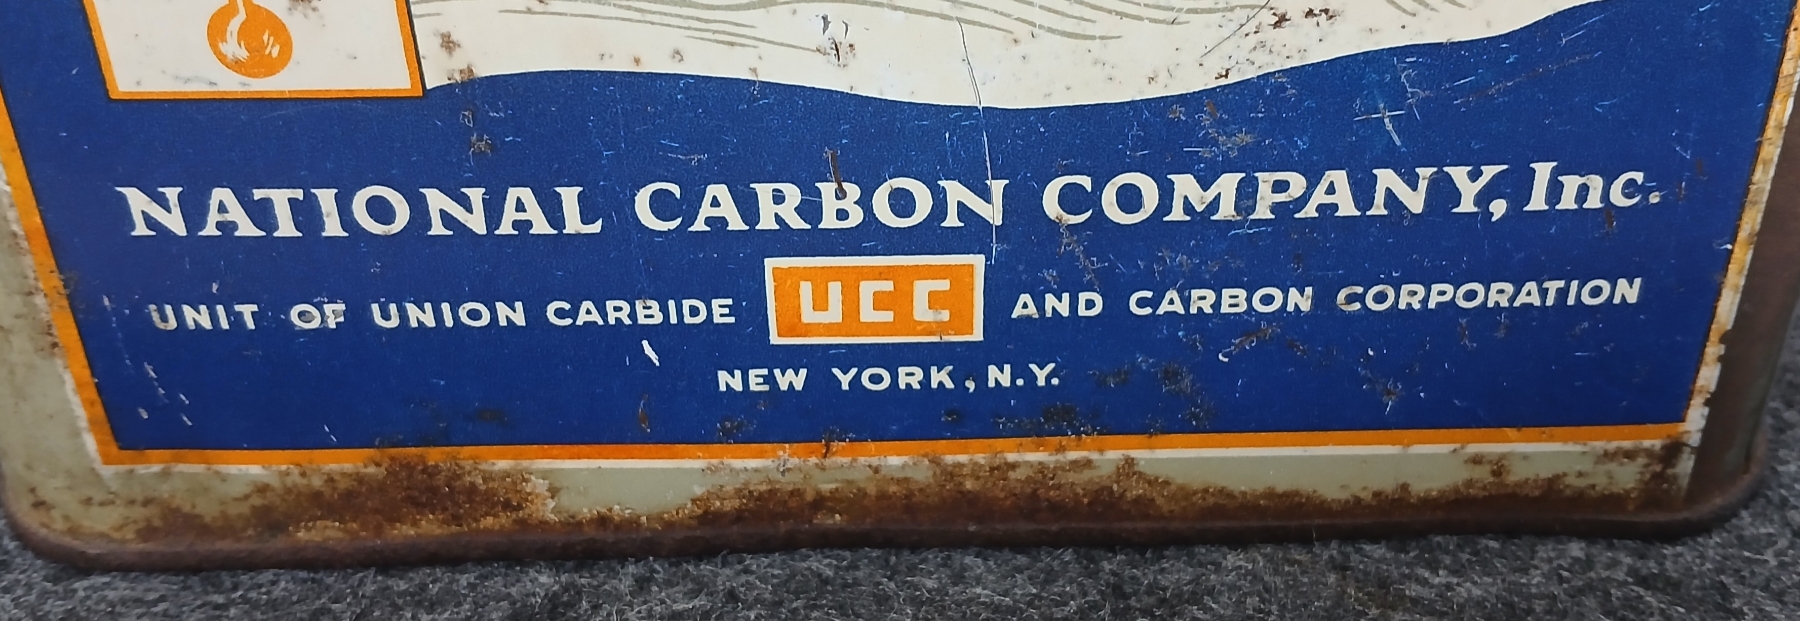 NATIONAL CARBON COMPANY, Inc.
UNIT OF UNION CARBIDE UCC AND CARBON CORPORATION
NEW YORK, N.Y.